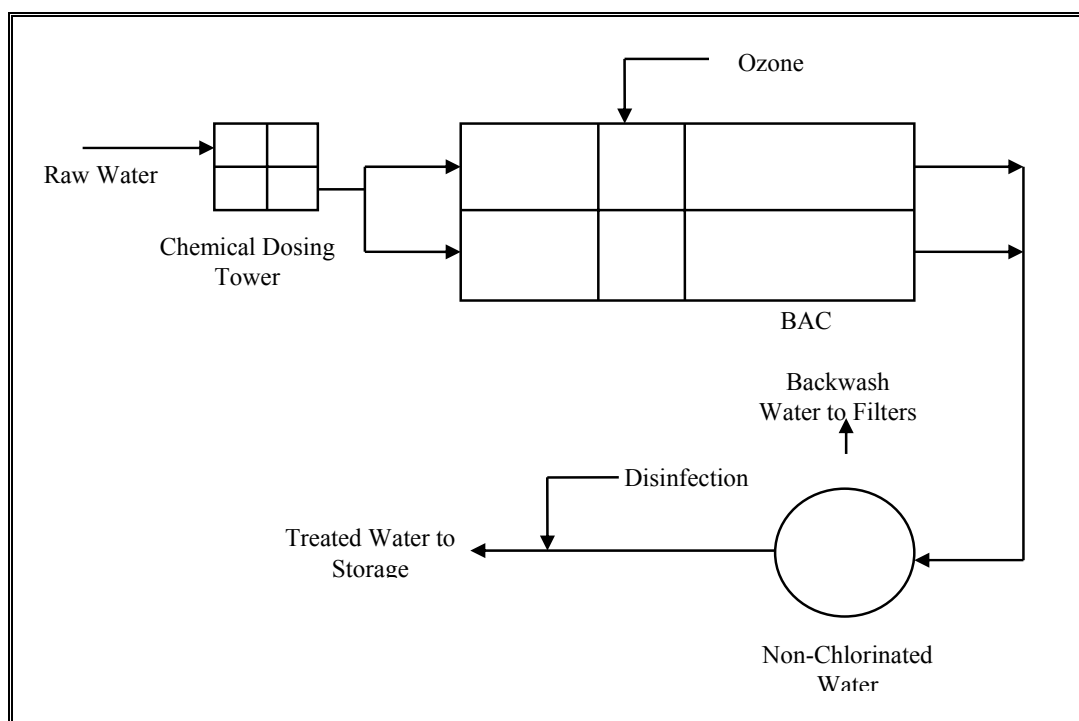 Ozone
Raw Water
Chemical Dosing
Tower
BAC
Backwash
Water to Filters
Disinfection
Treated Water to
Storage
Non-Chlorinated
Water